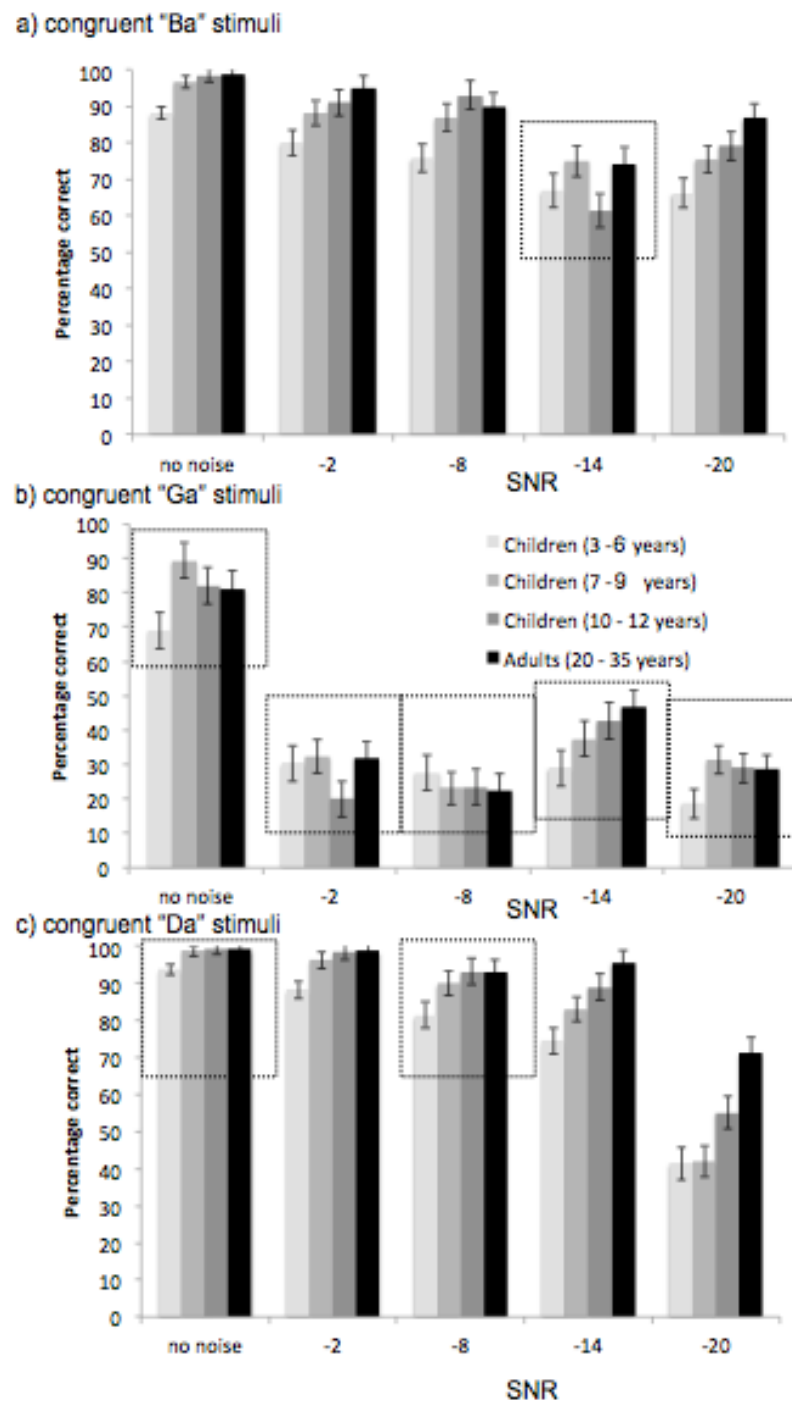 a) congruent "Ba" stimuli
100
90
80
70
60
50
40
30
20
10
0
Percentage correct
no noise -2 -8 -14 -20
SNR
b) congruent "Ga" stimuli
100
90
80
70
60
50
40
30
20
10
0
Percentage correct
Children (3 -6 years)
Children (7 -9 years)
Children (10 - 12 years)
Adults (20 - 35 years)
no noise -2 -8 -14 -20
SNR
c) congruent "Da" stimuli
100
90
80
70
60
50
40
30
20
10
0
Percentage correct
no noise -2 -8 -14 -20
SNR